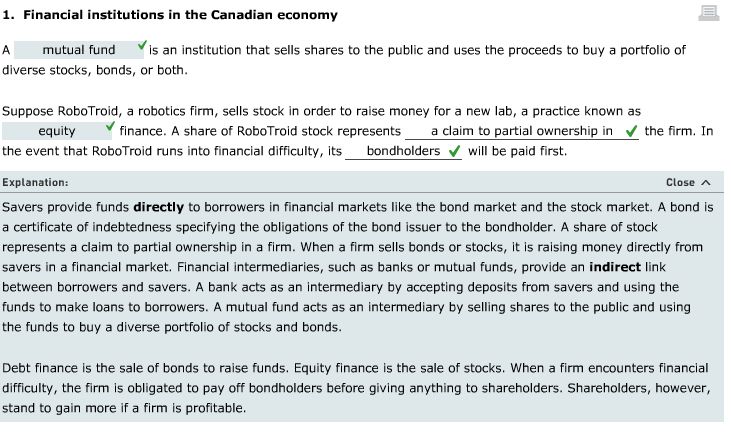 1. Financial institutions in the Canadian economy
A mutual fund is an institution that sells shares to the public and uses the proceeds to buy a portfolio of
diverse stocks, bonds, or both.
Suppose RoboTroid, a robotics firm, sells stock in order to raise money for a new lab, a practice known as
equity finance. A share of RoboTroid stock represents a claim to partial ownership in the firm. In
the event that RoboTroid runs into financial difficulty, its bondholders will be paid first.
Explanation: Close
Savers provide funds directly to borrowers in financial markets like the bond market and the stock market. A bond is
a certificate of indebtedness specifying the obligations of the bond issuer to the bondholder. A share of stock
represents a claim to partial ownership in a firm. When a firm sells bonds or stocks, it is raising money directly from
savers in a financial market. Financial intermediaries, such as banks or mutual funds, provide an indirect link
between borrowers and savers. A bank acts as an intermediary by accepting deposits from savers and using the
funds to make loans to borrowers. A mutual fund acts as an intermediary by selling shares to the public and using
the funds to buy a diverse portfolio of stocks and bonds.
Debt finance is the sale of bonds to raise funds. Equity finance is the sale of stocks. When a firm encounters financial
difficulty, the firm is obligated to pay off bondholders before giving anything to shareholders. Shareholders, however,
stand to gain more if a firm is profitable.